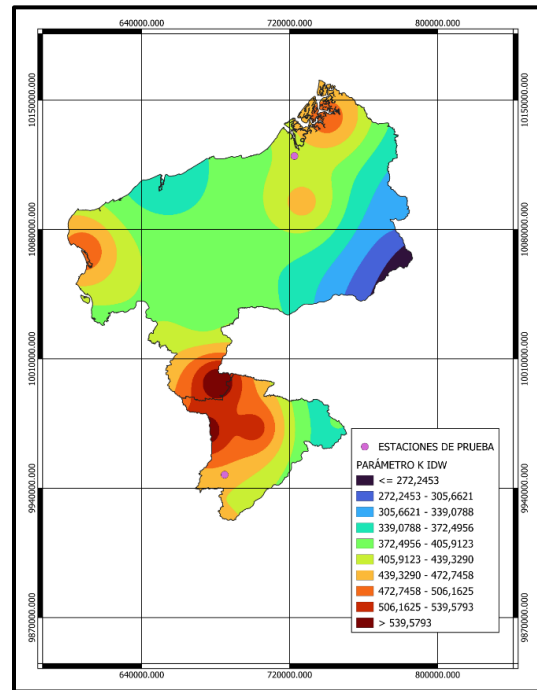 640000.000 720000.000 800000.000
10150000.000 10150000.000
10080000.000 10080000.000
10010000.000 10010000.000
9940000.000 9940000.000
9870000.000 9870000.000
ESTACIONES DE PRUEBA
PARÁMETRO K IDW
<= 272,2453
272,2453 - 305,6621
305,6621 - 339,0788
339,0788 - 372,4956
372,4956 - 405,9123
405,9123 - 439,3290
439,3290 - 472,7458
472,7458 - 506,1625
506,1625 - 539,5793
> 539,5793
640000.000 720000.000 800000.000